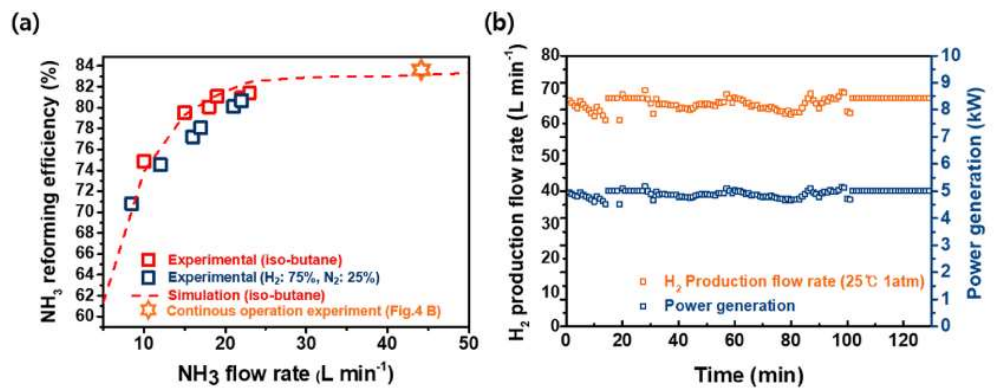 (a)
NH3 reforming efficiency (%)
84
82
80
78
76
74
72
70
68
66
64
62
60
Experimental (iso-butane)
Experimental (H2: 75%, N2: 25%)
Simulation (iso-butane)
Continous operation experiment (Fig.4 B)
10 20 30 40 50
NH3 flow rate (L min-1)
(b)
H2 production flow rate (L min-1)
80
70
60
50
40
30
20
10
0
H2 Production flow rate (25℃ 1atm)
Power generation
0 20 40 60 80 100 120
Time (min)
10
9
8
7
6
5
4
3
2
1
0
Power generation (kW)